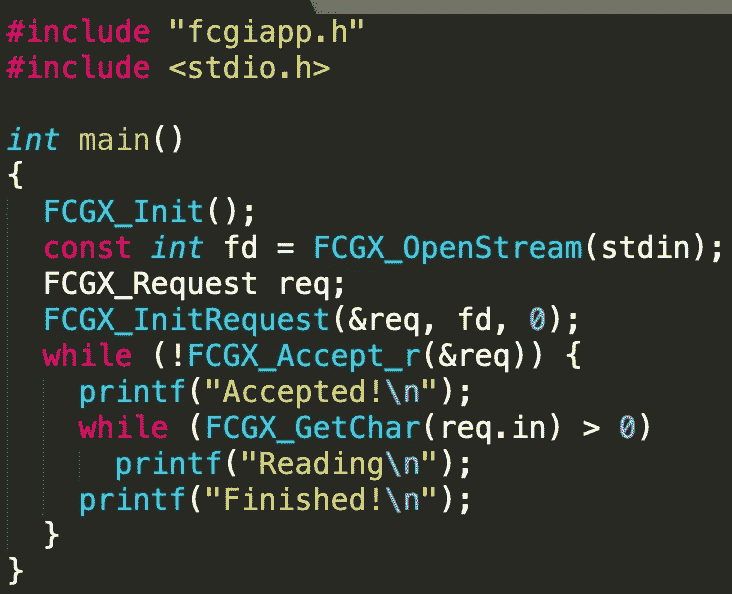 #include "fcgiapp.h"
#include <stdio.h>

int main()
{
  FCGX_Init();
  const int fd = FCGX_OpenStream(stdin);
  FCGX_Request req;
  FCGX_InitRequest(&req, fd, 0);
  while (!FCGX_Accept_r(&req)) {
    printf("Accepted!\n");
    while (FCGX_GetChar(req.in) > 0)
      printf("Reading\n");
    printf("Finished!\n");
  }
}